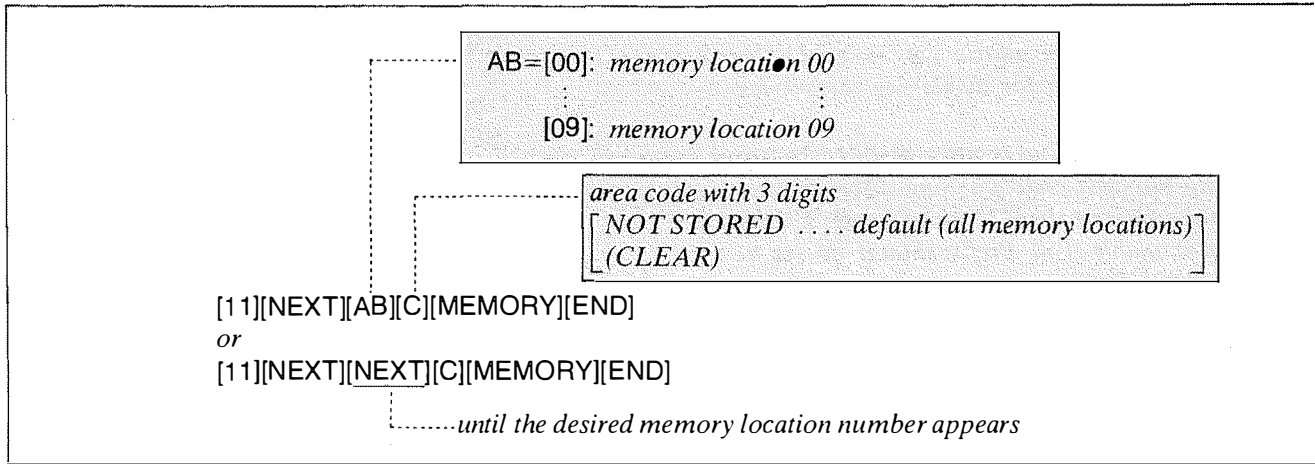 AB=[00]: memory location 00
[09]: memory location 09
area code with 3 digits
[NOT STORED .... default (all memory locations)
(CLEAR)]
[11][NEXT][AB][C][MEMORY][END]
or
[11][NEXT][NEXT][C][MEMORY][END]
until the desired memory location number appears